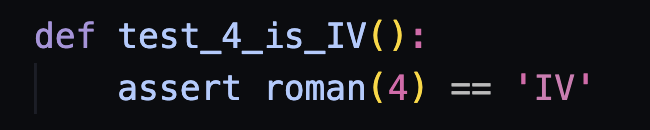 def test_4_is_IV():
    assert roman(4) == 'IV'